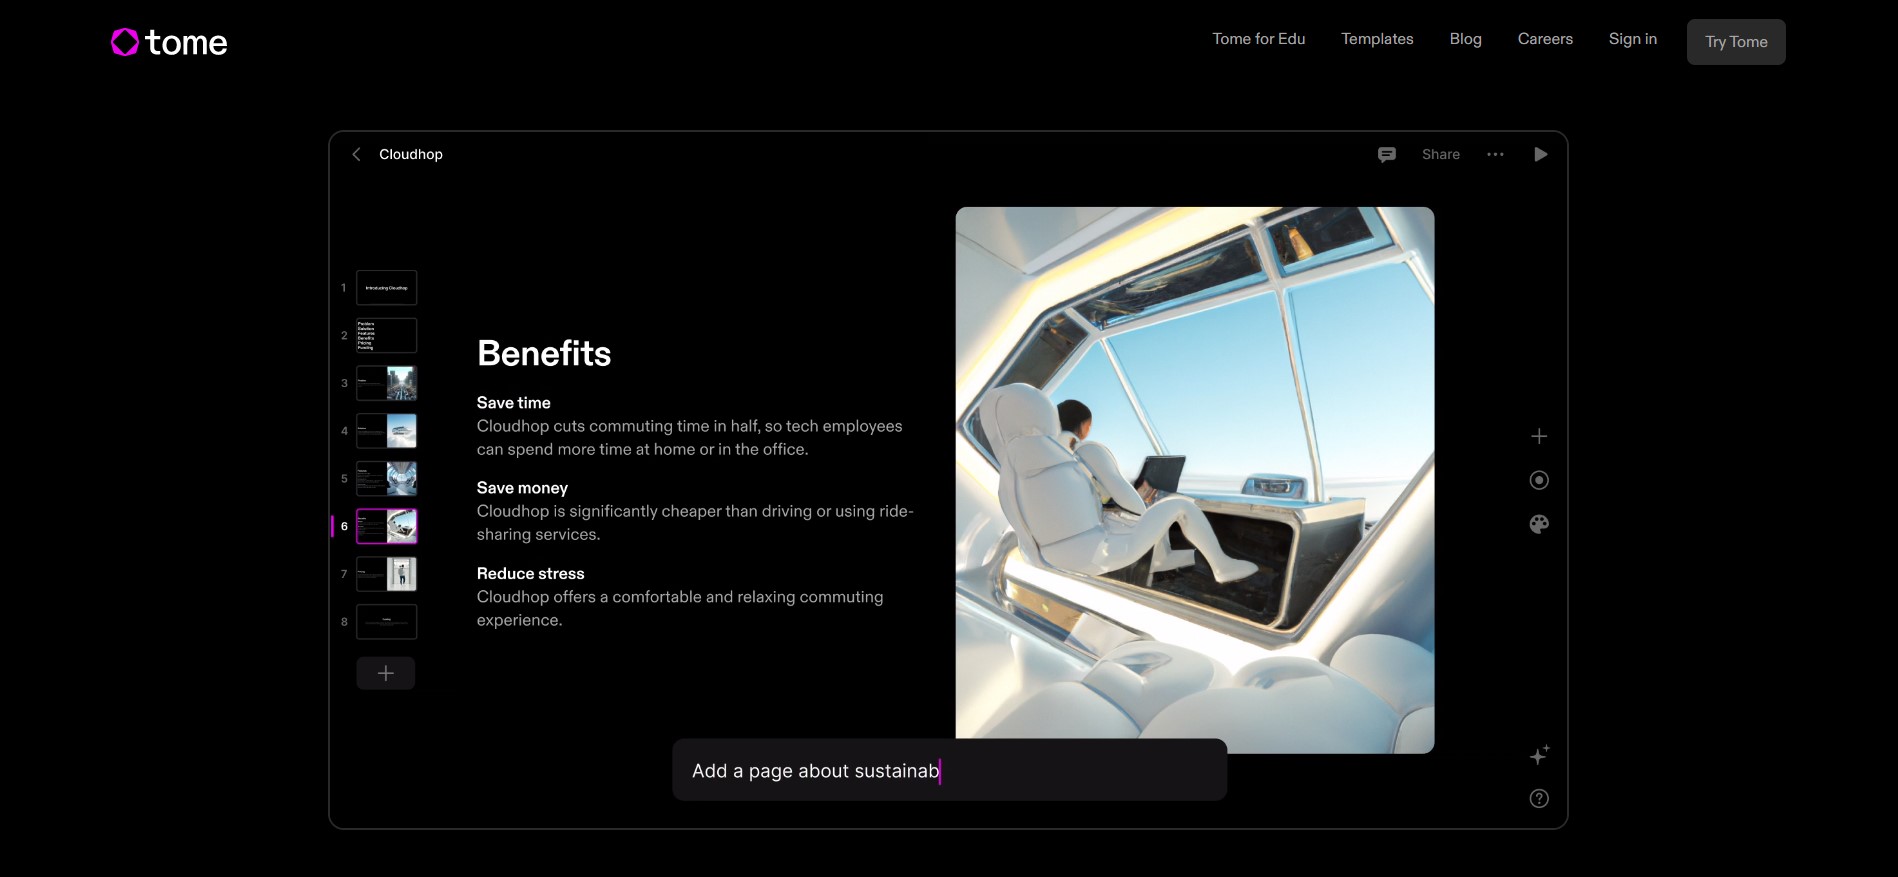 tome
Tome for Edu
Templates
Blog
Careers
Sign in
Try Tome
Cloudhop
Share
1
Introducing Cloudhop
2
Problem
Solution
Features
Benefits
Pricing
Funding
3
4
5
6
7
8
Benefits
Save time
Cloudhop cuts commuting time in half, so tech employees
can spend more time at home or in the office.
Save money
Cloudhop is significantly cheaper than driving or using ride-
sharing services.
Reduce stress
Cloudhop offers a comfortable and relaxing commuting
experience.
Add a page about sustainab